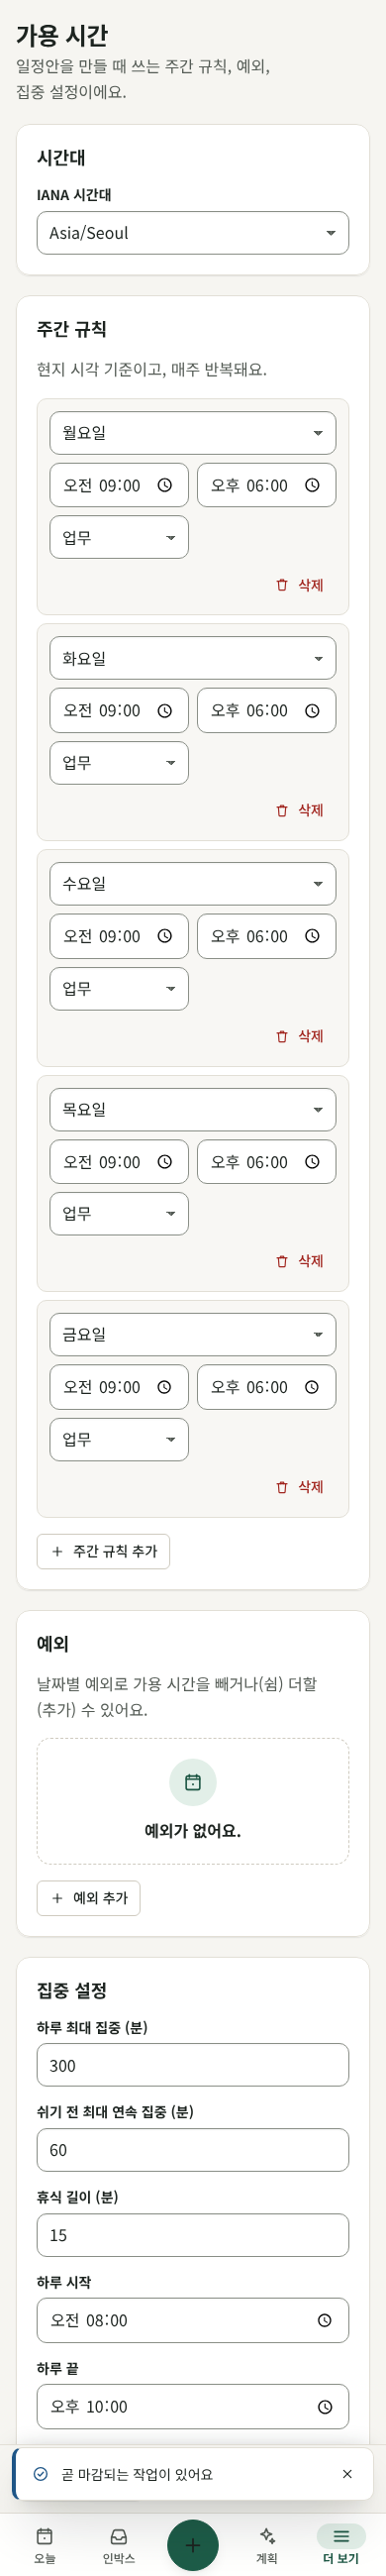 가용 시간
일정안을 만들 때 쓰는 주간 규칙, 예외,
집중 설정이에요.
시간대
IANA 시간대
Asia/Seoul
주간 규칙
현지 시각 기준이고, 매주 반복돼요.
월요일
오전 09:00 오후 06:00
업무
삭제
화요일
오전 09:00 오후 06:00
업무
삭제
수요일
오전 09:00 오후 06:00
업무
삭제
목요일
오전 09:00 오후 06:00
업무
삭제
금요일
오전 09:00 오후 06:00
업무
삭제
주간 규칙 추가
예외
날짜별 예외로 가용 시간을 빼거나(쉼) 더할
(추가) 수 있어요.
예외가 없어요.
예외 추가
집중 설정
하루 최대 집중 (분)
300
쉬기 전 최대 연속 집중 (분)
60
휴식 길이 (분)
15
하루 시작
오전 08:00
하루 끝
오후 10:00
곧 마감되는 작업이 있어요
오늘 인박스 계획 더 보기